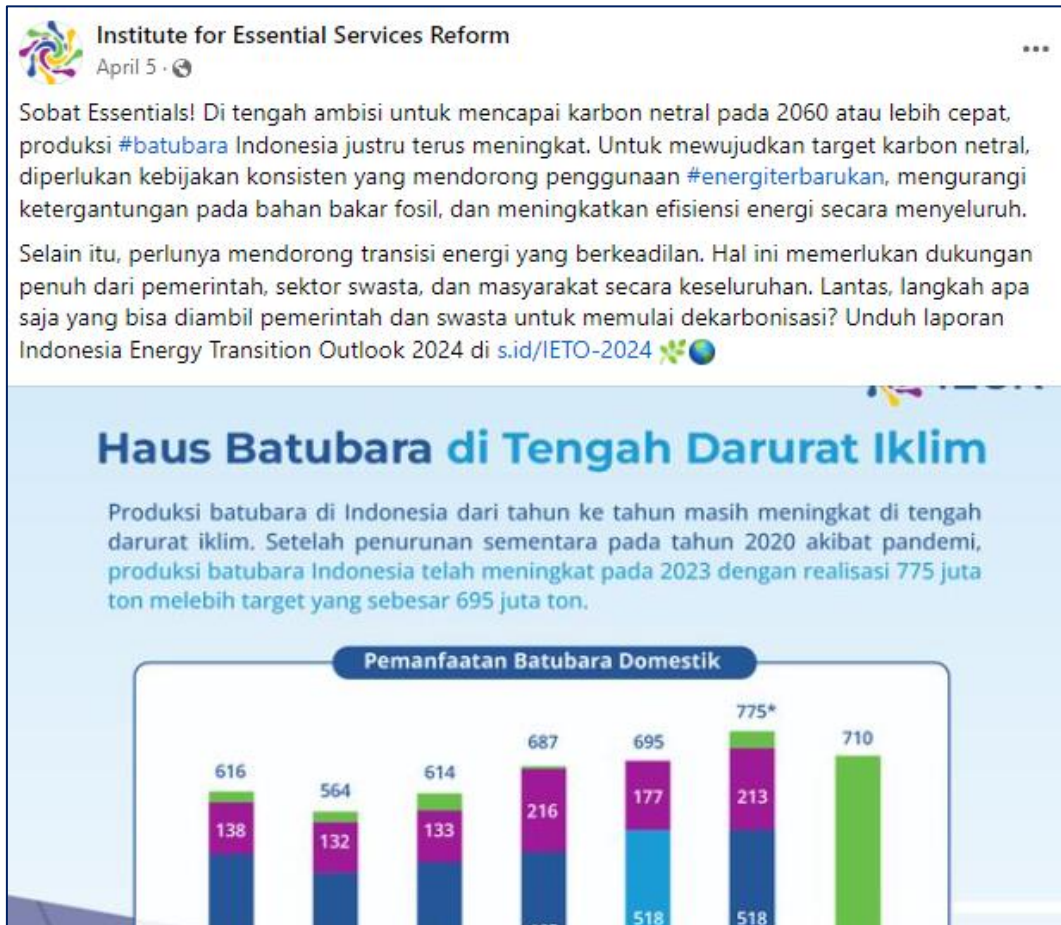 Institute for Essential Services Reform
April 5
Sobat Essentials! Di tengah ambisi untuk mencapai karbon netral pada 2060 atau lebih cepat,
produksi #batubara Indonesia justru terus meningkat. Untuk mewujudkan target karbon netral,
diperlukan kebijakan konsisten yang mendorong penggunaan #energiterbarukan, mengurangi
ketergantungan pada bahan bakar fosil, dan meningkatkan efisiensi energi secara menyeluruh.
Selain itu, perlunya mendorong transisi energi yang berkeadilan. Hal ini memerlukan dukungan
penuh dari pemerintah, sektor swasta, dan masyarakat secara keseluruhan. Lantas, langkah apa
saja yang bisa diambil pemerintah dan swasta untuk memulai dekarbonisasi? Unduh laporan
Indonesia Energy Transition Outlook 2024 di s.id/IETO-2024
Haus Batubara di Tengah Darurat Iklim
Produksi batubara di Indonesia dari tahun ke tahun masih meningkat di tengah
darurat iklim. Setelah penurunan sementara pada tahun 2020 akibat pandemi,
produksi batubara Indonesia telah meningkat pada 2023 dengan realisasi 775 juta
ton melebih target yang sebesar 695 juta ton.
Pemanfaatan Batubara Domestik
616 564 614 687 695 775* 710
138 132 133 216 177 213
518 518